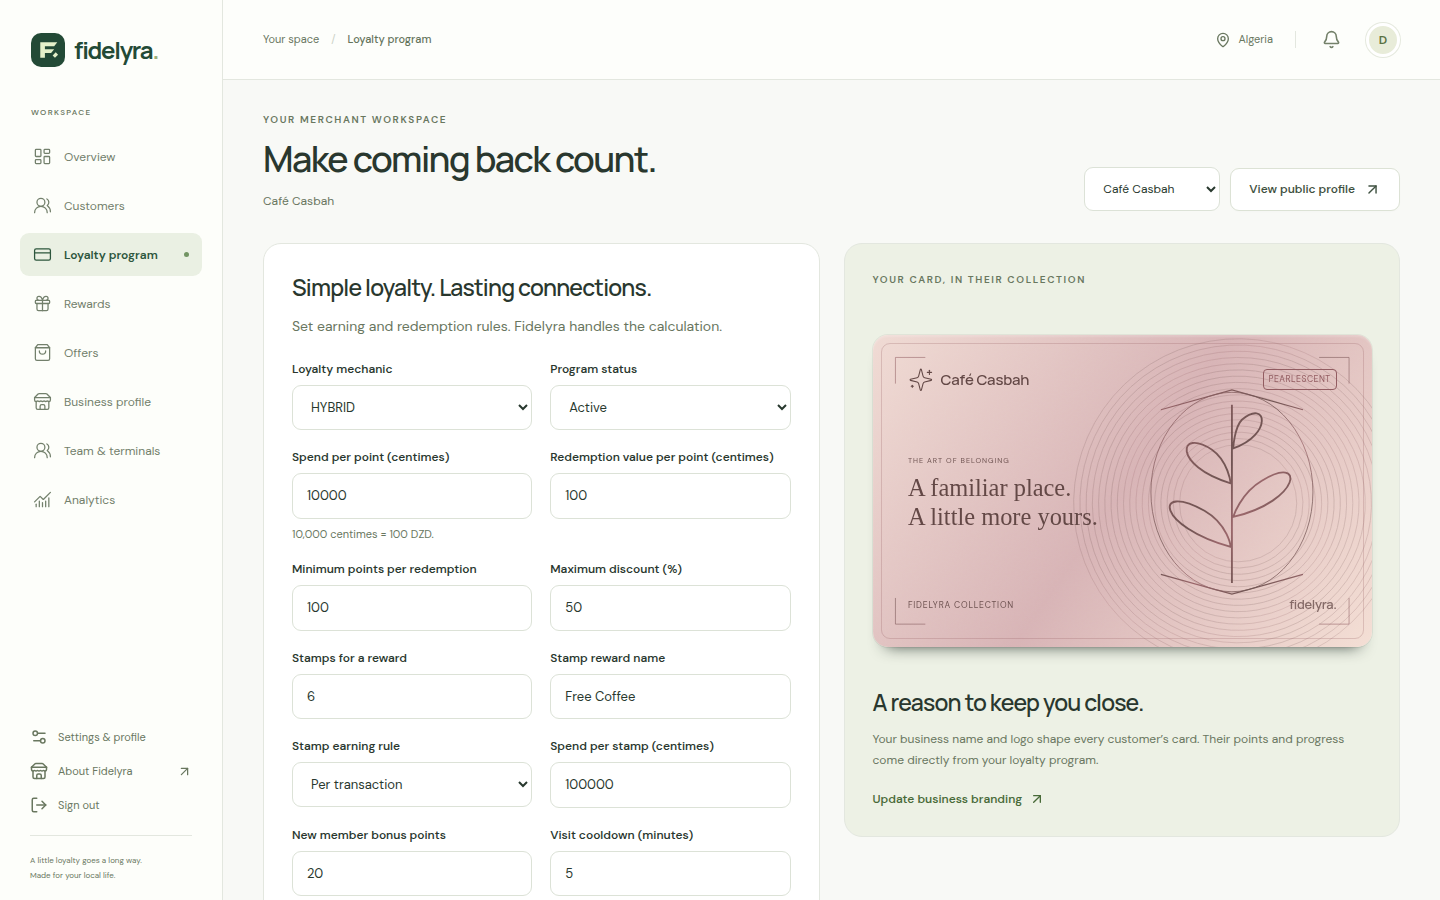 fidelyra.
WORKSPACE
Overview
Customers
Loyalty program
Rewards
Offers
Business profile
Team & terminals
Analytics
Settings & profile
About Fidelyra
Sign out
A little loyalty goes a long way.
Made for your local life.
Your space / Loyalty program
Algeria
D
YOUR MERCHANT WORKSPACE
Make coming back count.
Café Casbah
Café Casbah
View public profile
Simple loyalty. Lasting connections.
Set earning and redemption rules. Fidelyra handles the calculation.
Loyalty mechanic
HYBRID
Program status
Active
Spend per point (centimes)
10000
10,000 centimes = 100 DZD.
Redemption value per point (centimes)
100
Minimum points per redemption
100
Maximum discount (%)
50
Stamps for a reward
6
Stamp reward name
Free Coffee
Stamp earning rule
Per transaction
Spend per stamp (centimes)
100000
New member bonus points
20
Visit cooldown (minutes)
5
YOUR CARD, IN THEIR COLLECTION
Café Casbah
PEARLESCENT
THE ART OF BELONGING
A familiar place.
A little more yours.
FIDELYRA COLLECTION
fidelyra.
A reason to keep you close.
Your business name and logo shape every customer's card. Their points and progress
come directly from your loyalty program.
Update business branding